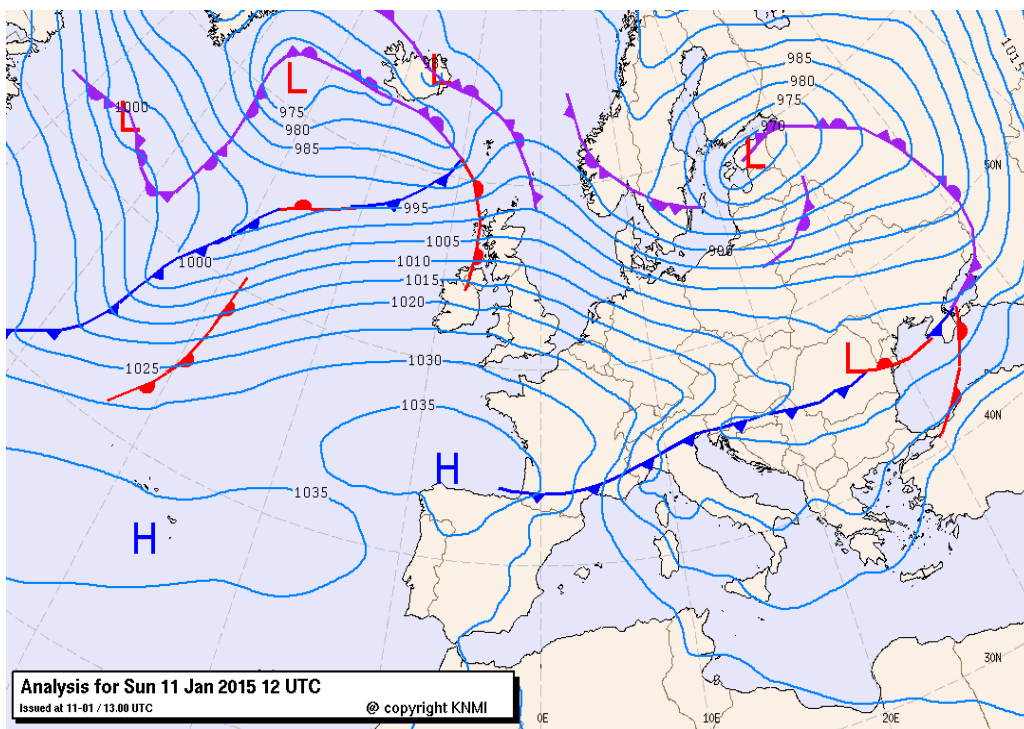 1015
985
L
L
985
980
975
1000
L
975
970
L
980
L
50N
985
995
1005
990
1000
1010
1015
1020
1025
1030
L
40N
1035
H
1035
H
30N
Analysis for Sun 11 Jan 2015 12 UTC
Issued at 11-01 / 13.00 UTC
@ copyright KNMI
0E
10E
20E